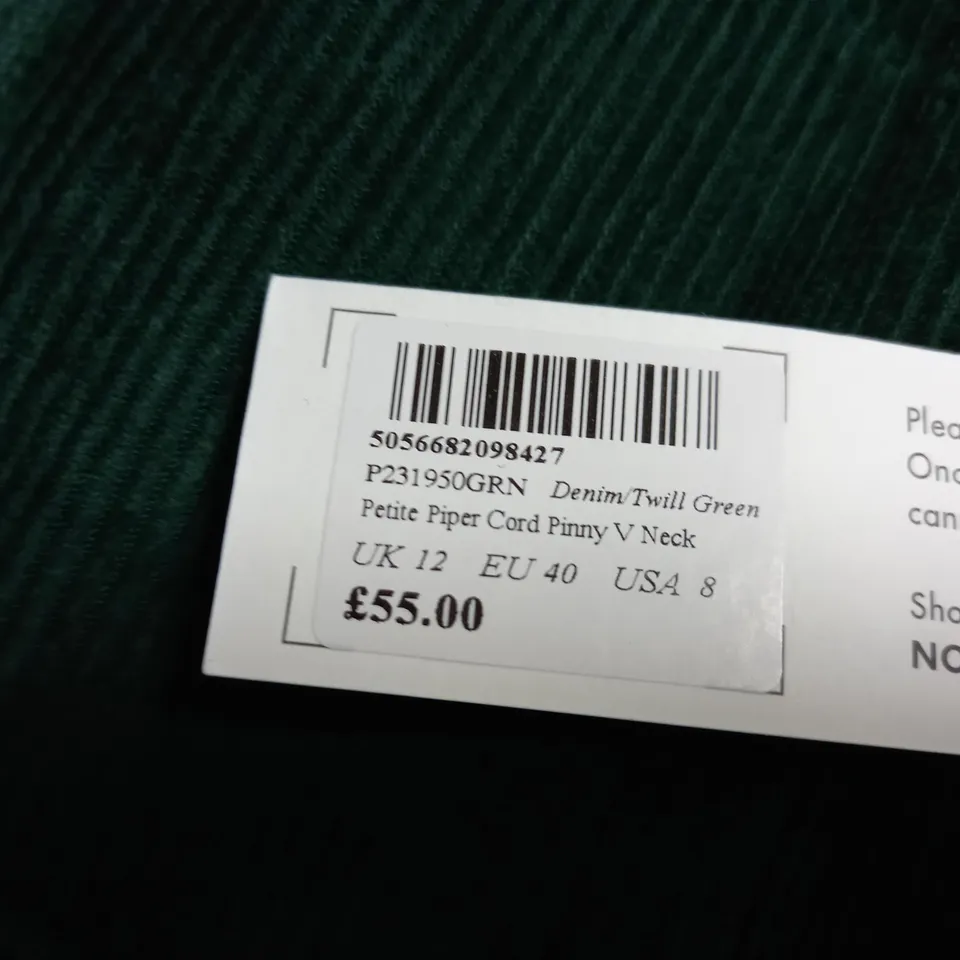 5056682098427
P231950GRN Denim/Twill Green
Petite Piper Cord Pinny V Neck
UK 12 EU 40 USA 8
£55.00